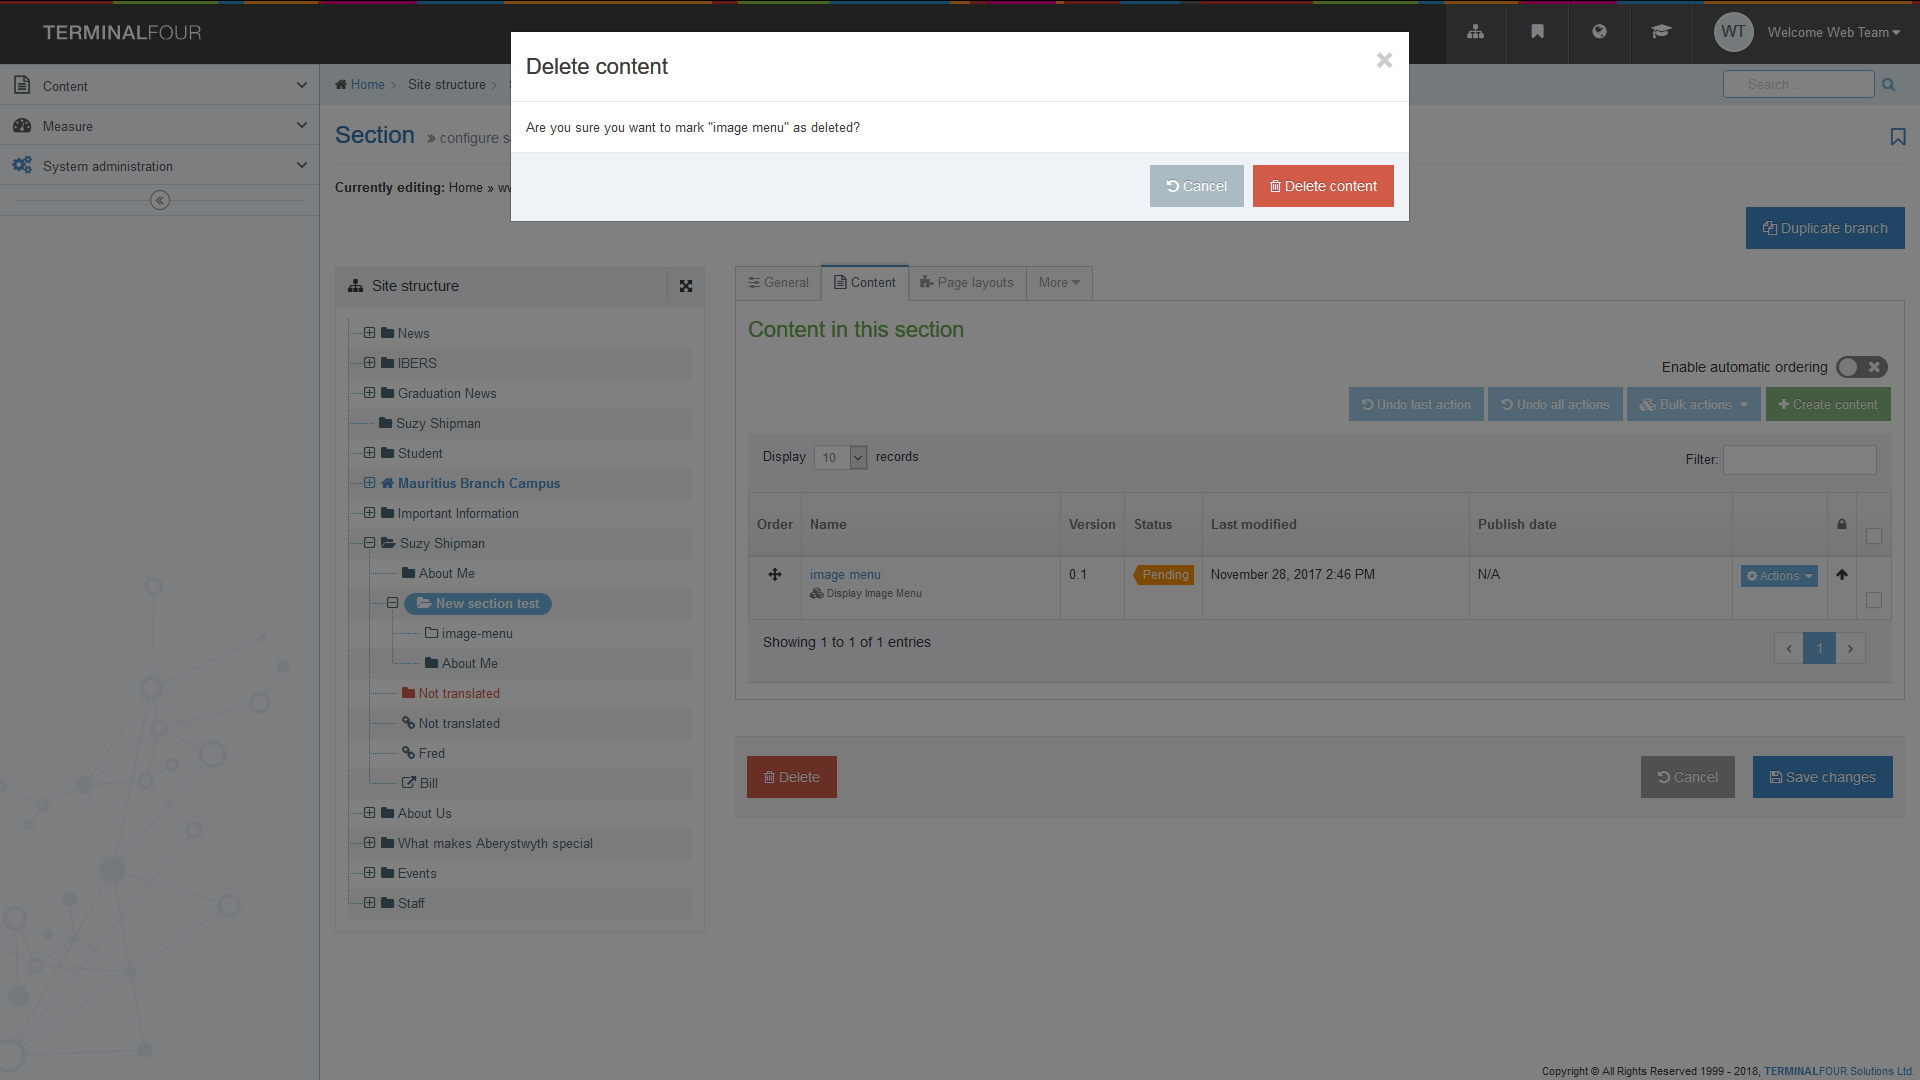 TERMINALFOUR
WT Welcome Web Team
Delete content
Are you sure you want to mark "image menu" as deleted?
Cancel Delete content
Content
Measure
System administration
Home Site structure
Search ...
Section » configure s
Currently editing: Home »
Duplicate branch
Site structure
News
IBERS
Graduation News
Suzy Shipman
Student
Mauritius Branch Campus
Important Information
Suzy Shipman
About Me
New section test
image-menu
About Me
Not translated
Not translated
Fred
Bill
About Us
What makes Aberystwyth special
Events
Staff
General Content Page layouts More
Content in this section
Enable automatic ordering
Undo last action Undo all actions Bulk actions Create content
Display 10 records Filter:
Order Name Version Status Last modified Publish date
image menu 0.1 Pending November 28, 2017 2:46 PM N/A Actions
Display Image Menu
Showing 1 to 1 of 1 entries
1
Delete Cancel Save changes
Copyright © All Rights Reserved 1999 - 2018, TERMINALFOUR Solutions Ltd.